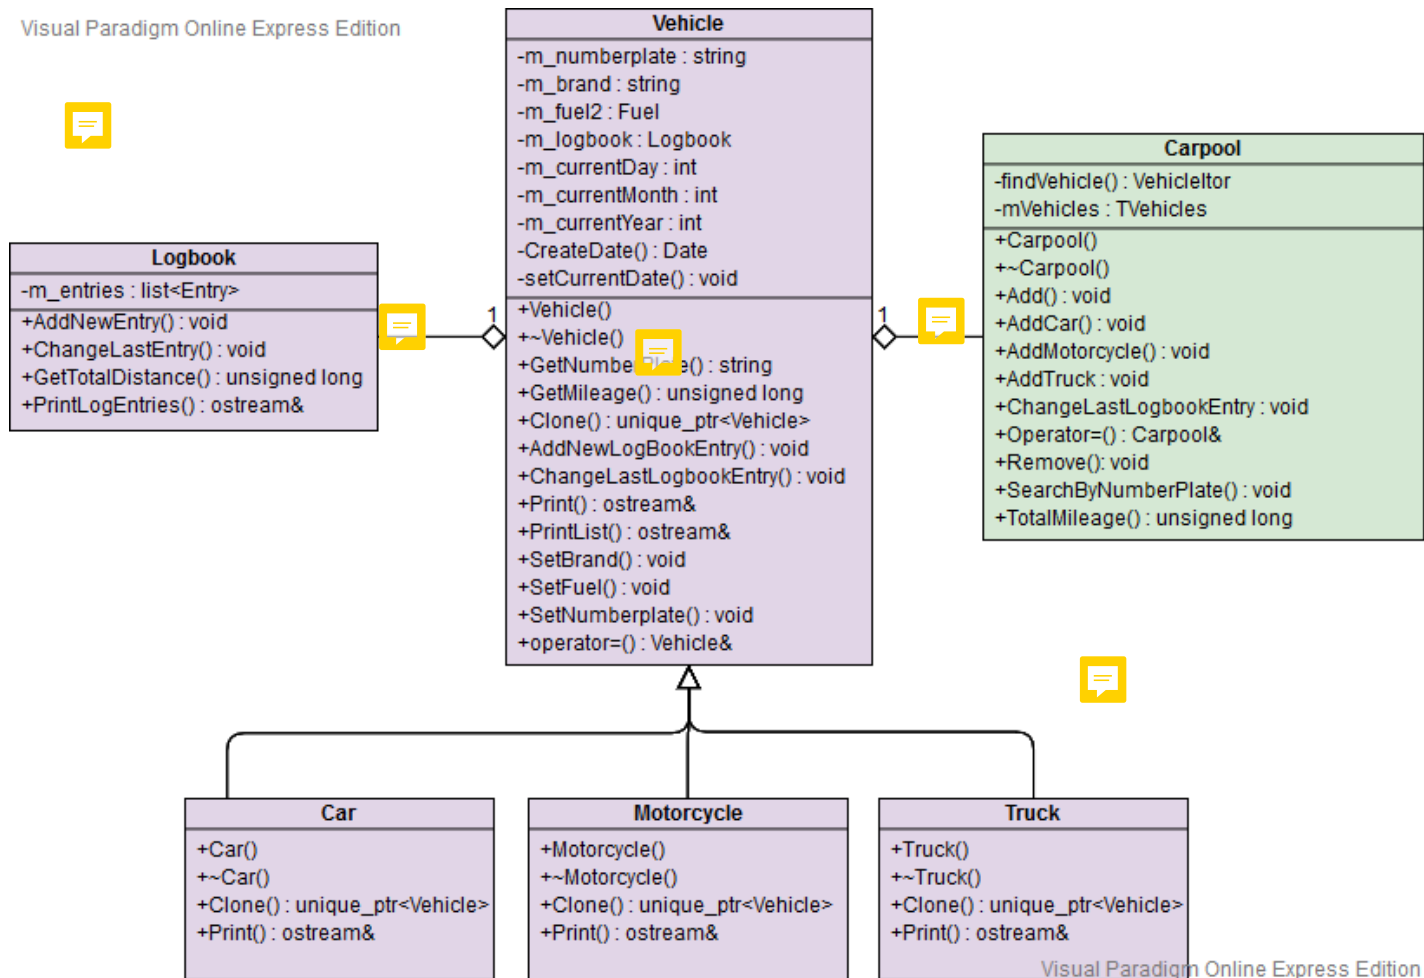 Visual Paradigm Online Express Edition
Vehicle
-m_numberplate : string
-m_brand : string
-m_fuel2 : Fuel
-m_logbook : Logbook
-m_currentDay : int
-m_currentMonth : int
-m_currentYear : int
-CreateDate() : Date
-setCurrentDate() : void
+Vehicle()
+~Vehicle()
+GetNumberPlate() : string
+GetMileage() : unsigned long
+Clone() : unique_ptr<Vehicle>
+AddNewLogBookEntry() : void
+ChangeLastLogbookEntry() : void
+Print() : ostream&
+PrintList() : ostream&
+SetBrand() : void
+SetFuel() : void
+SetNumberplate() : void
+operator=() : Vehicle&
Logbook
-m_entries : list<Entry>
+AddNewEntry() : void
+ChangeLastEntry() : void
+GetTotalDistance() : unsigned long
+PrintLogEntries() : ostream&
1
1
Carpool
-findVehicle() : VehicleItor
-mVehicles : TVehicles
+Carpool()
+~Carpool()
+Add() : void
+AddCar() : void
+AddMotorcycle() : void
+AddTruck : void
+ChangeLastLogbookEntry : void
+Operator=() : Carpool&
+Remove(): void
+SearchByNumberPlate() : void
+TotalMileage() : unsigned long
Car
+Car()
+~Car()
+Clone() : unique_ptr<Vehicle>
+Print() : ostream&
Motorcycle
+Motorcycle()
+~Motorcycle()
+Clone() : unique_ptr<Vehicle>
+Print() : ostream&
Truck
+Truck()
+~Truck()
+Clone() : unique_ptr<Vehicle>
+Print() : ostream&
Visual Paradigm Online Express Edition